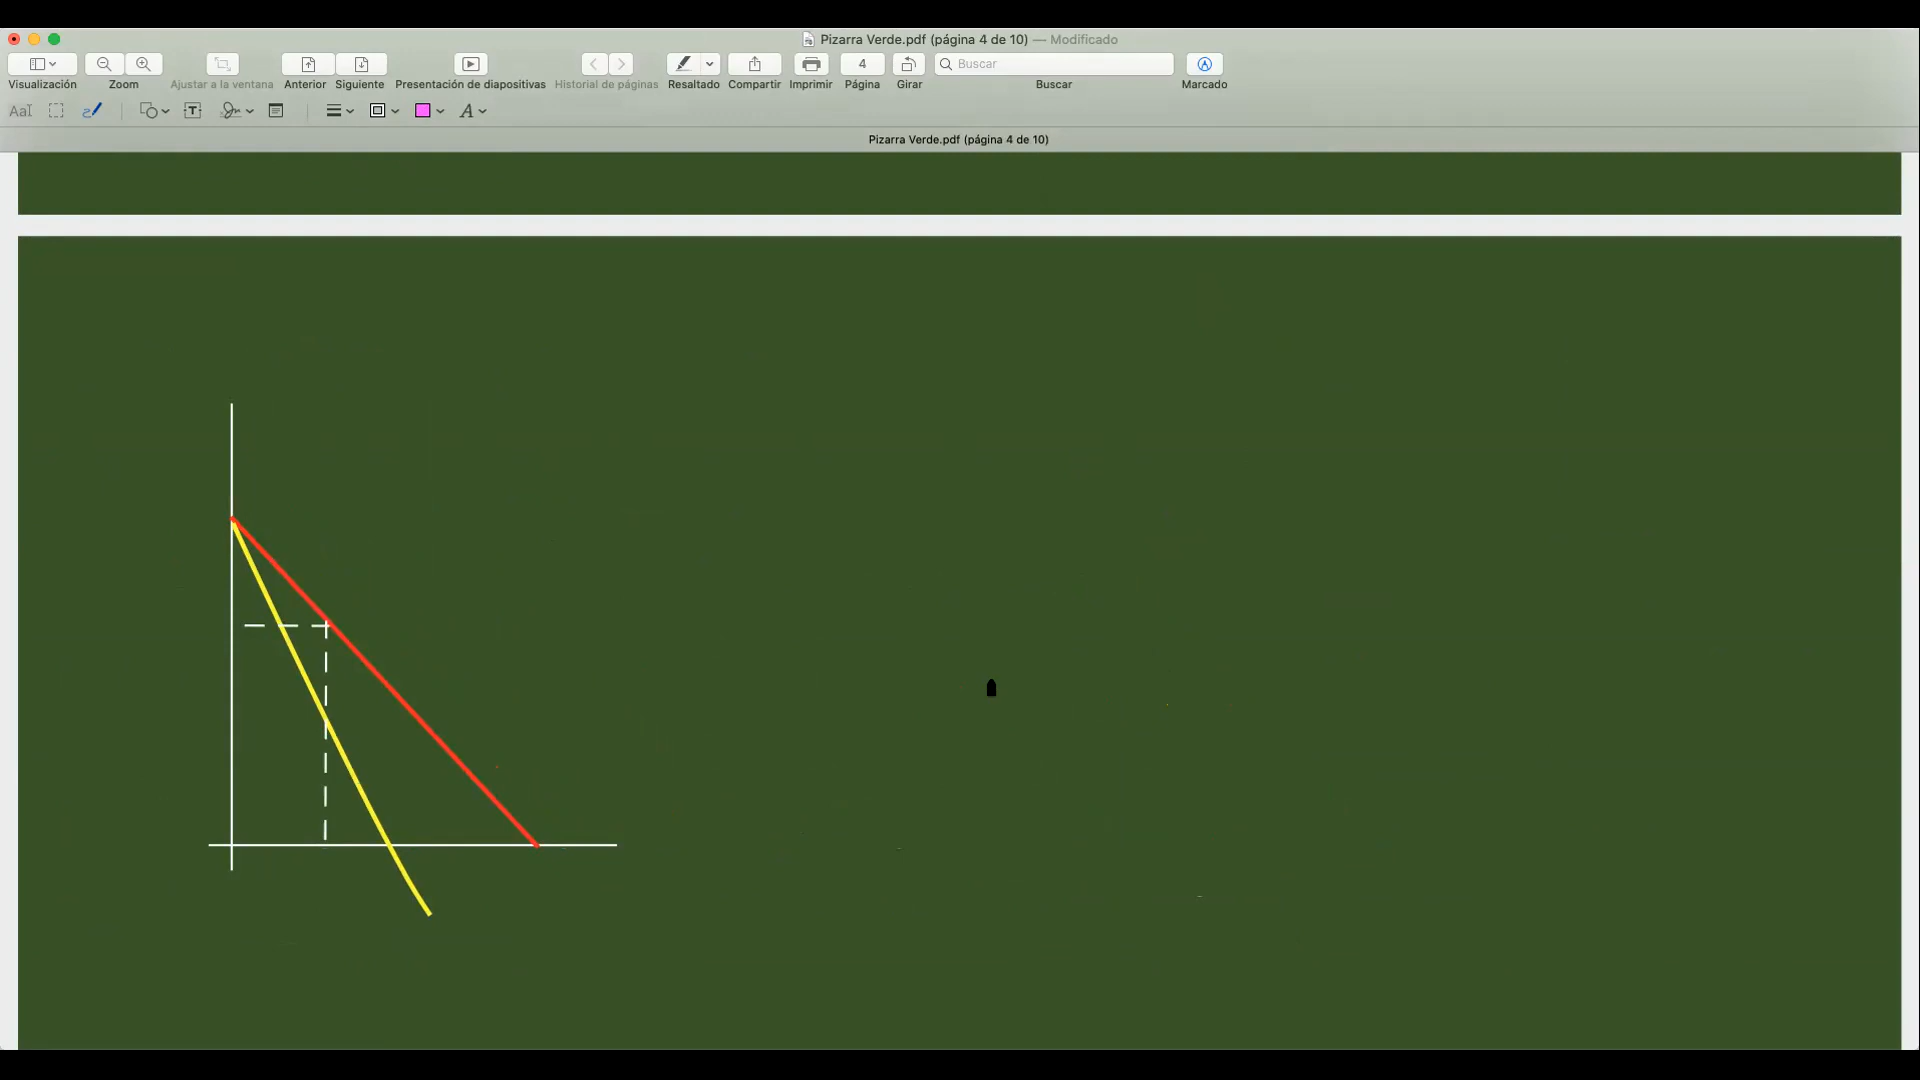 Pizarra Verde.pdf (página 4 de 10) — Modificado
4
Buscar
Visualización Zoom Ajustar a la ventana Anterior Siguiente Presentación de diapositivas Historial de páginas Resaltado Compartir Imprimir Página Girar Buscar Marcado
AaI T A
Pizarra Verde.pdf (página 4 de 10)